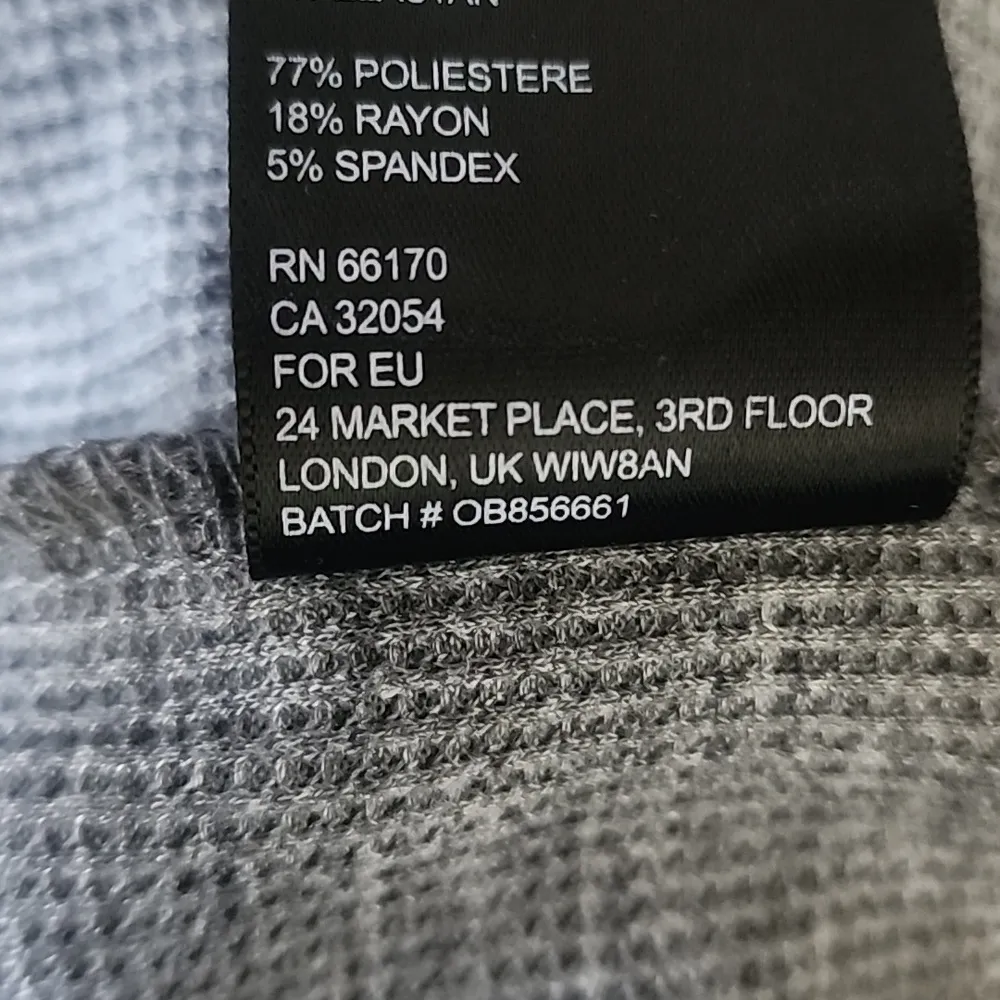 77% POLIESTERE
18% RAYON
5% SPANDEX
RN 66170
CA 32054
FOR EU
24 MARKET PLACE, 3RD FLOOR
LONDON, UK WIW8AN
BATCH # OB856661